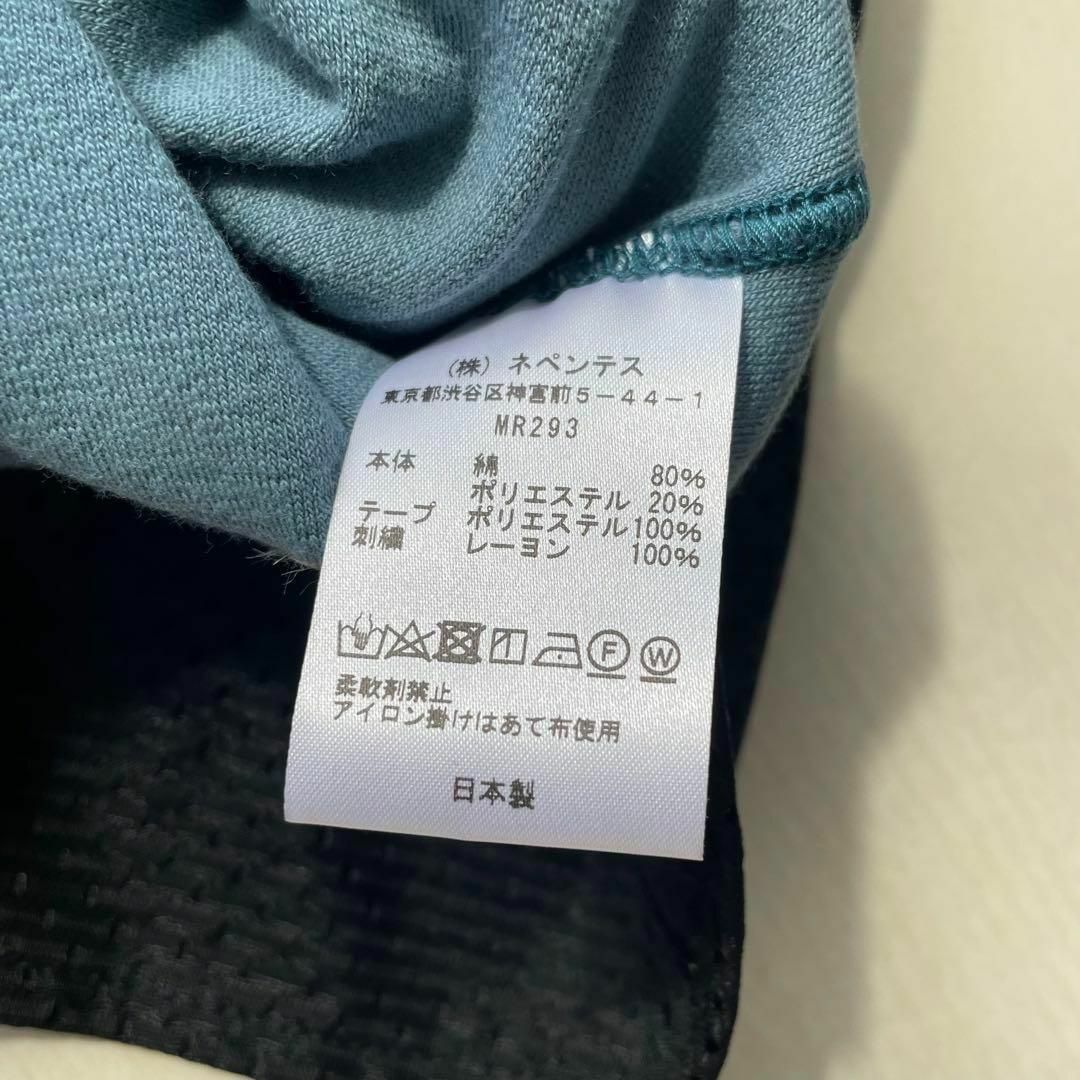 (株) ネペンテス
東京都渋谷区神宮前5-44-1
MR293
本体 綿 80%
ポリエステル 20%
テープ ポリエステル 100%
刺繍 レーヨン 100%
F W
柔軟剤禁止
アイロン掛けはあて布使用
日本製